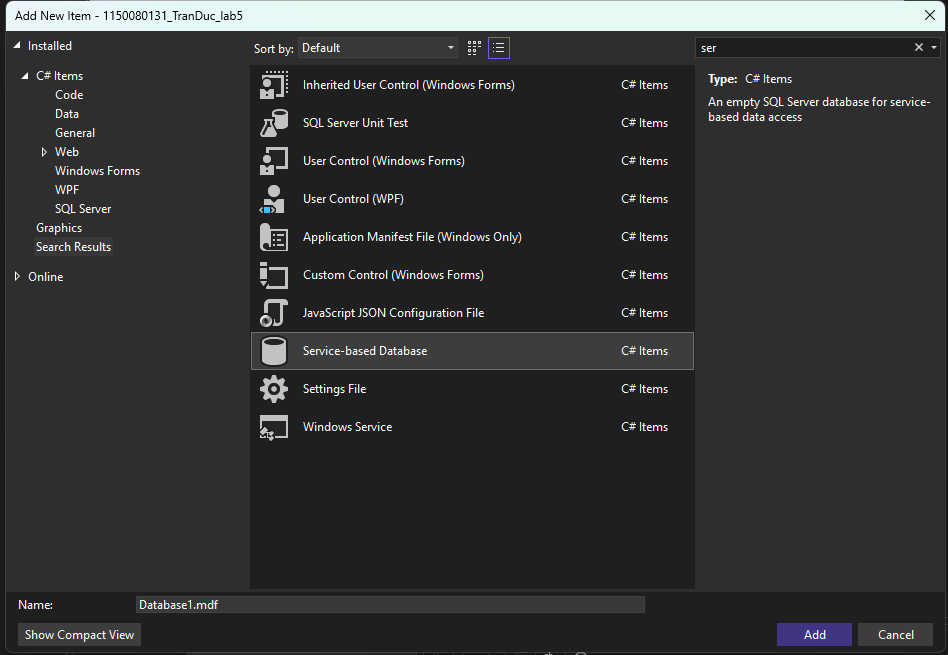 Add New Item - 1150080131_TranDuc_lab5
Installed
C# Items
Code
Data
General
Web
Windows Forms
WPF
SQL Server
Graphics
Search Results
Online
Sort by: Default
Inherited User Control (Windows Forms) C# Items
SQL Server Unit Test C# Items
User Control (Windows Forms) C# Items
User Control (WPF) C# Items
Application Manifest File (Windows Only) C# Items
Custom Control (Windows Forms) C# Items
JavaScript JSON Configuration File C# Items
Service-based Database C# Items
Settings File C# Items
Windows Service C# Items
ser
Type: C# Items
An empty SQL Server database for service-
based data access
Name: Database1.mdf
Show Compact View
Add Cancel